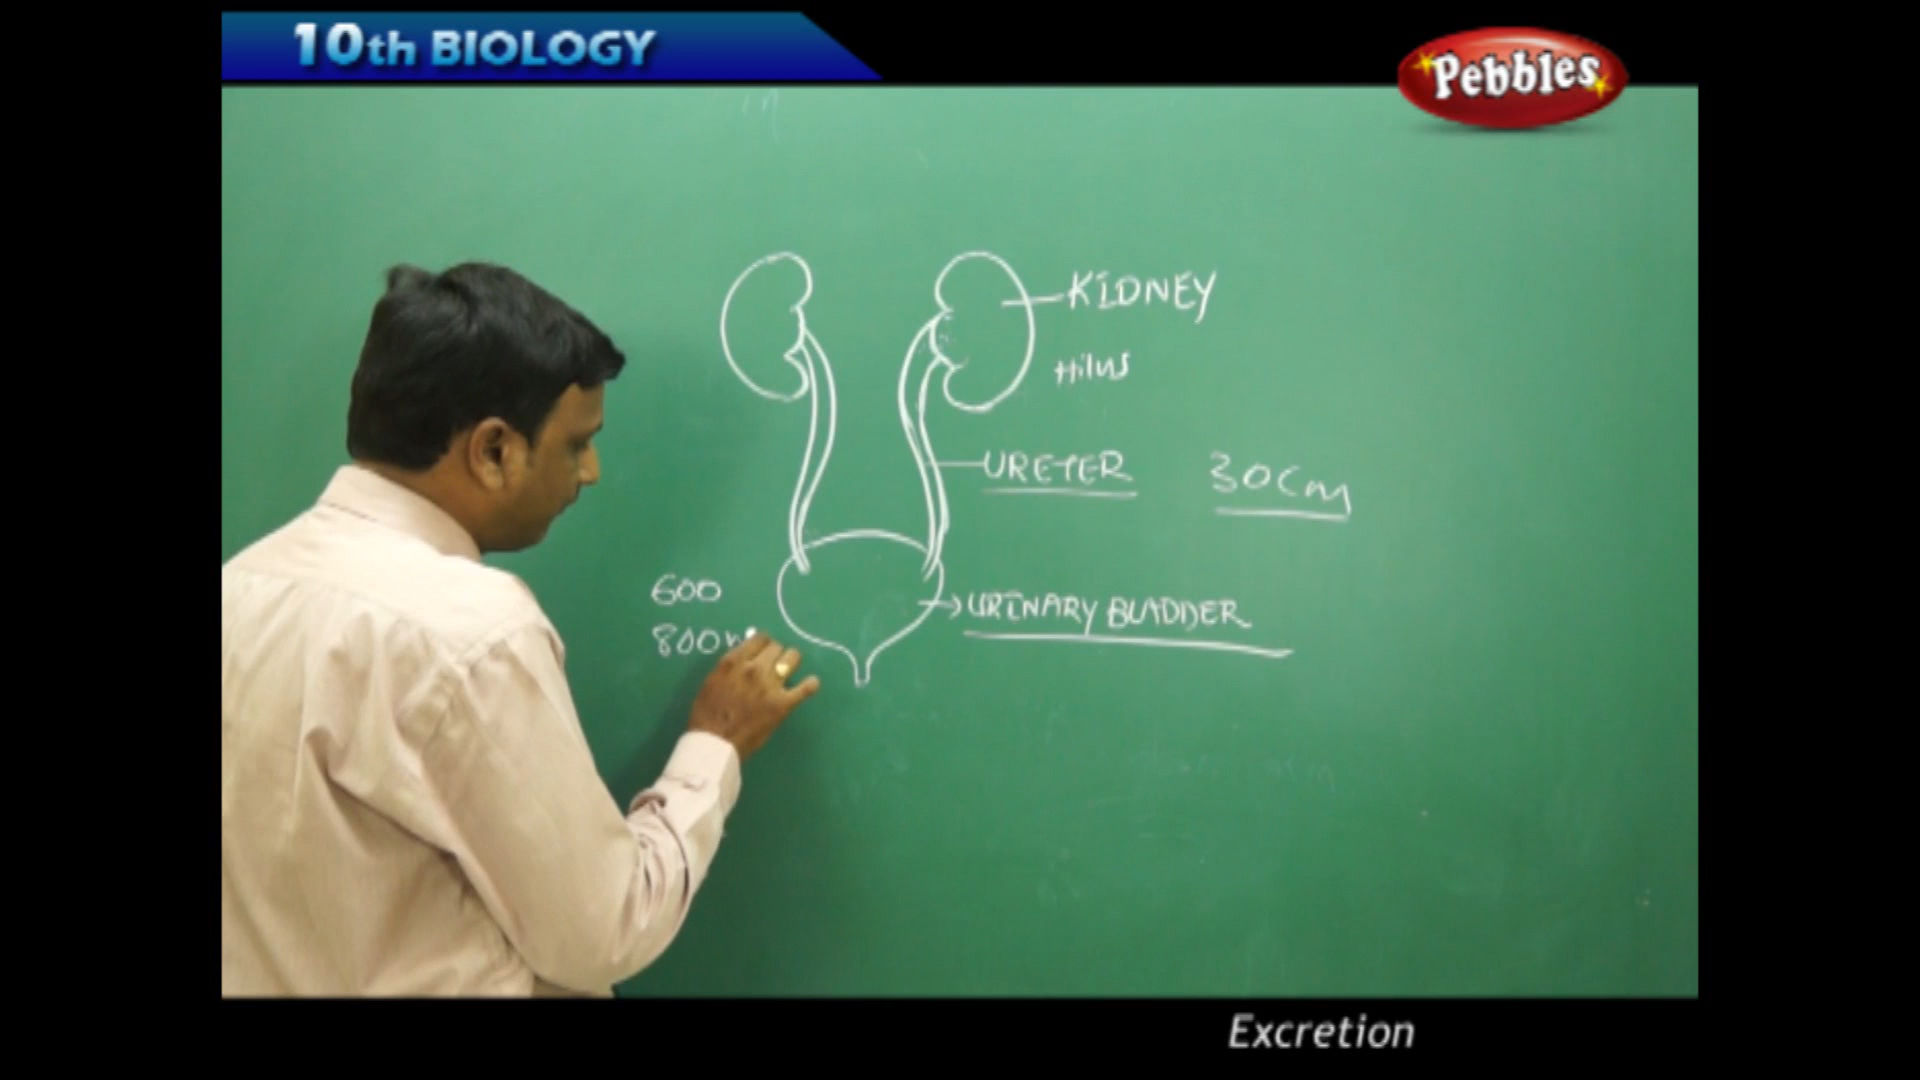 10th BIOLOGY
Pebbles
KIDNEY
Hilus
URETER 30Cm
600
800
URINARY BLADDER
Excretion